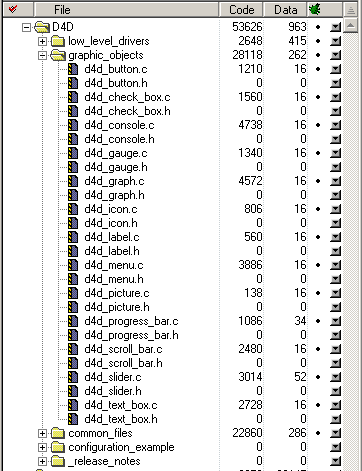 File Code Data
D4D 53626 963
low_level_drivers 2648 415
graphic_objects 28118 262
d4d_button.c 1210 16
d4d_button.h 0 0
d4d_check_box.c 1560 16
d4d_check_box.h 0 0
d4d_console.c 4738 16
d4d_console.h 0 0
d4d_gauge.c 1340 16
d4d_gauge.h 0 0
d4d_graph.c 4572 16
d4d_graph.h 0 0
d4d_icon.c 806 16
d4d_icon.h 0 0
d4d_label.c 560 16
d4d_label.h 0 0
d4d_menu.c 3886 16
d4d_menu.h 0 0
d4d_picture.c 138 16
d4d_picture.h 0 0
d4d_progress_bar.c 1086 34
d4d_progress_bar.h 0 0
d4d_scroll_bar.c 2480 16
d4d_scroll_bar.h 0 0
d4d_slider.c 3014 52
d4d_slider.h 0 0
d4d_text_box.c 2728 16
d4d_text_box.h 0 0
common_files 22860 286
configuration_example 0 0
_release_notes 0 0